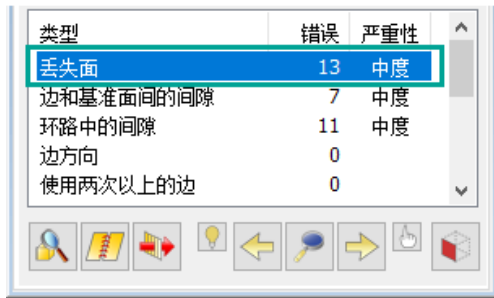 类型 错误 严重性
丢失面 13 中度
边和基准面间的间隙 7 中度
环路中的间隙 11 中度
边方向 0
使用两次以上的边 0